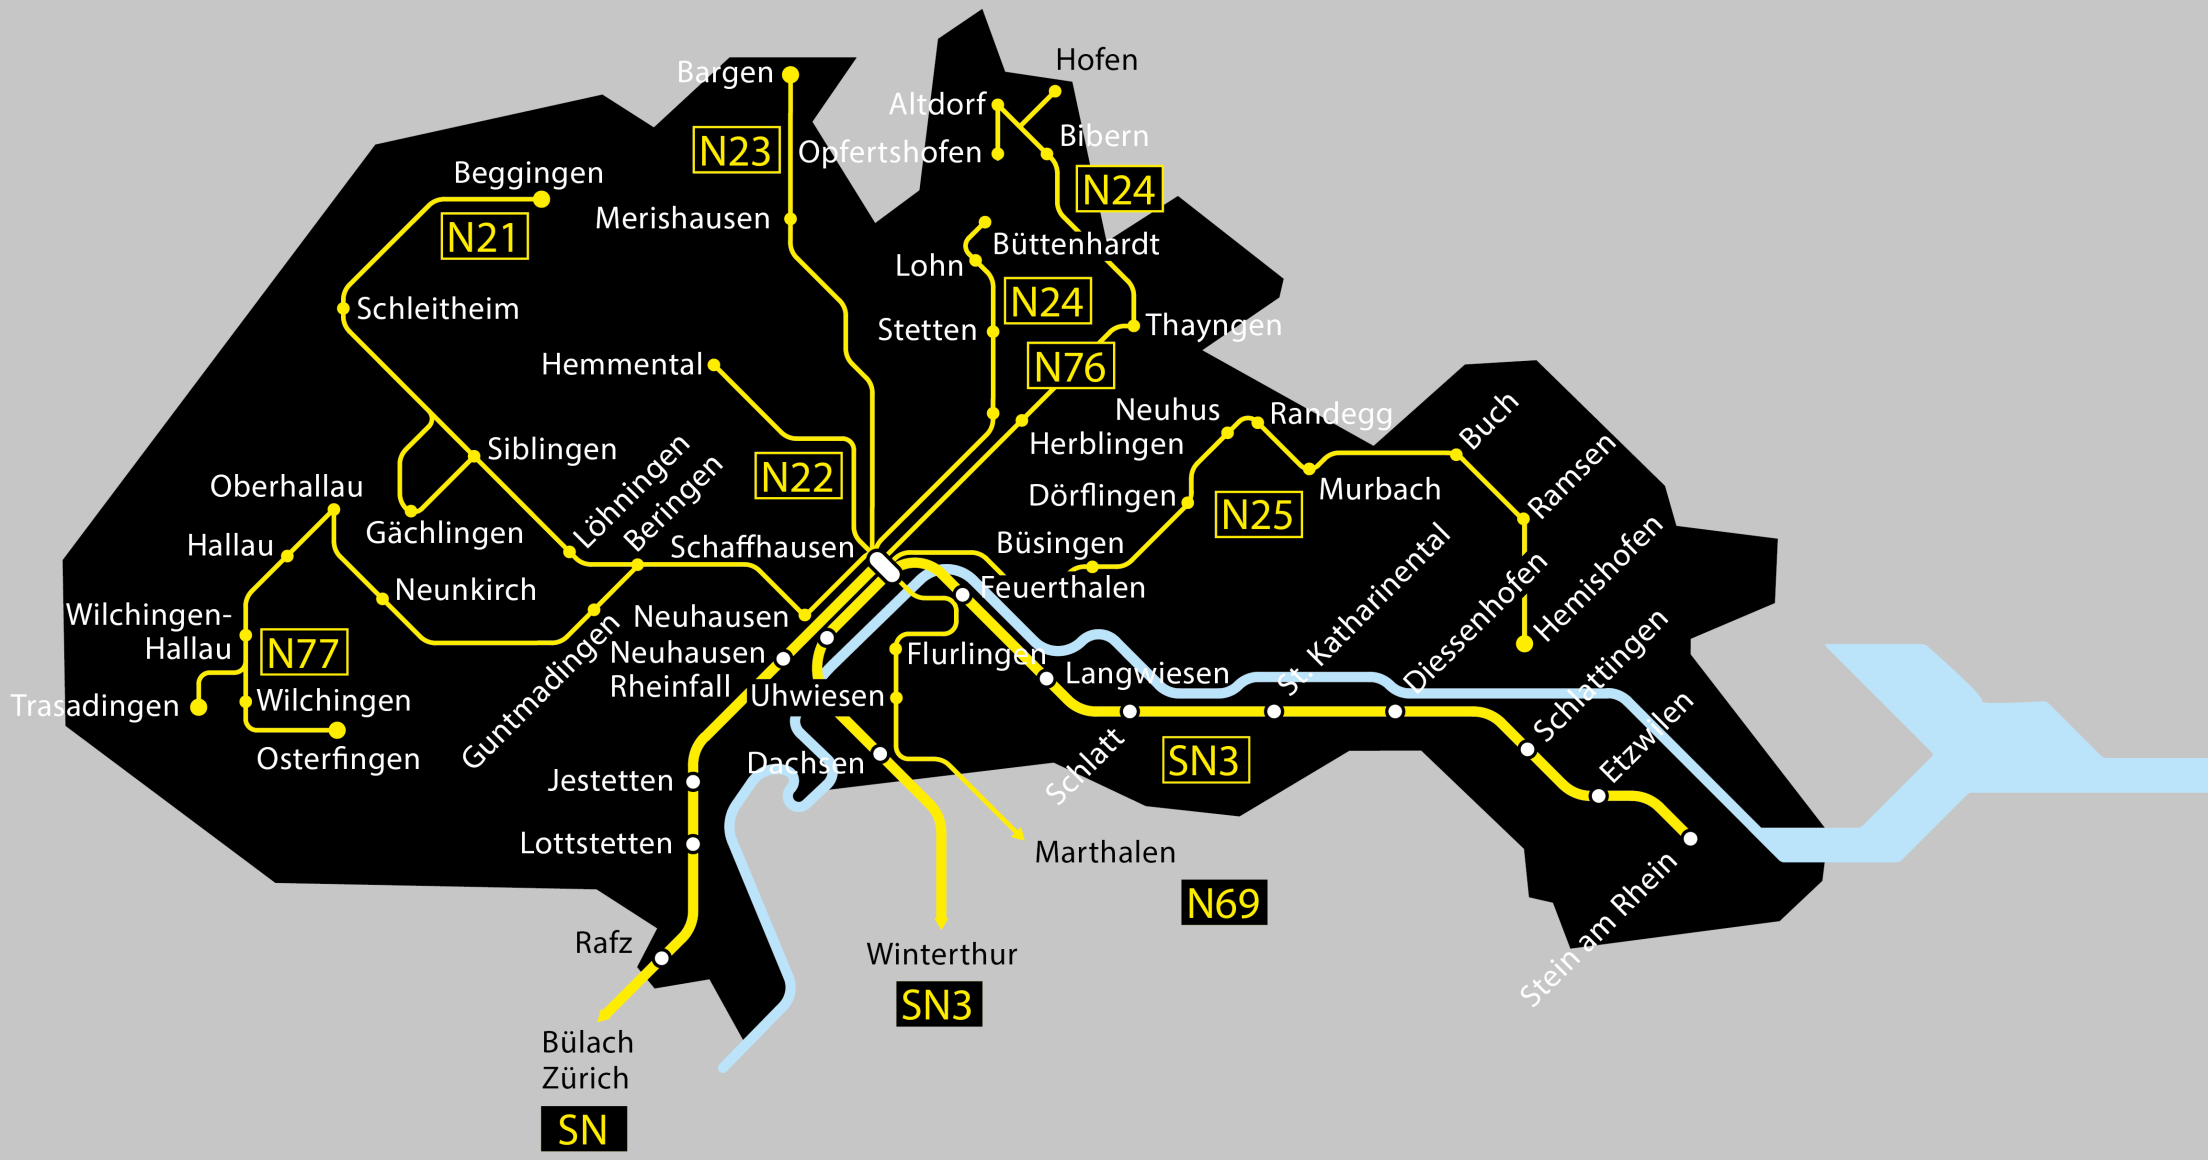 Hofen
Bargen
Altdorf
Bibern
N23
Opfertshofen
Beggingen
N24
N21
Merishausen
Büttenhardt
Lohn
N24
Schleitheim
Stetten
Thayngen
Hemmental
N76
Neuhus
Randegg
Buch
Herblingen
Siblingen
N22
Löhningen
Beringen
Oberhallau
Dörflingen
Murbach
Ramsen
N25
Gächlingen
Hallau
Schaffhausen
Büsingen
Neunkirch
Feuerthalen
St. Katharinental
Diessenhofen
Hemishofen
Wilchingen-
Hallau
N77
Neuhausen
Neuhausen
Rheinfall
Flurlingen
Langwiesen
Guntmadingen
Trasadingen
Wilchingen
Uhwiesen
Schlattingen
Etzwilen
Osterfingen
Dachsen
Schlatt
SN3
Jestetten
Lottstetten
Marthalen
N69
Stein am Rhein
Rafz
Winterthur
SN3
Bülach
Zürich
SN